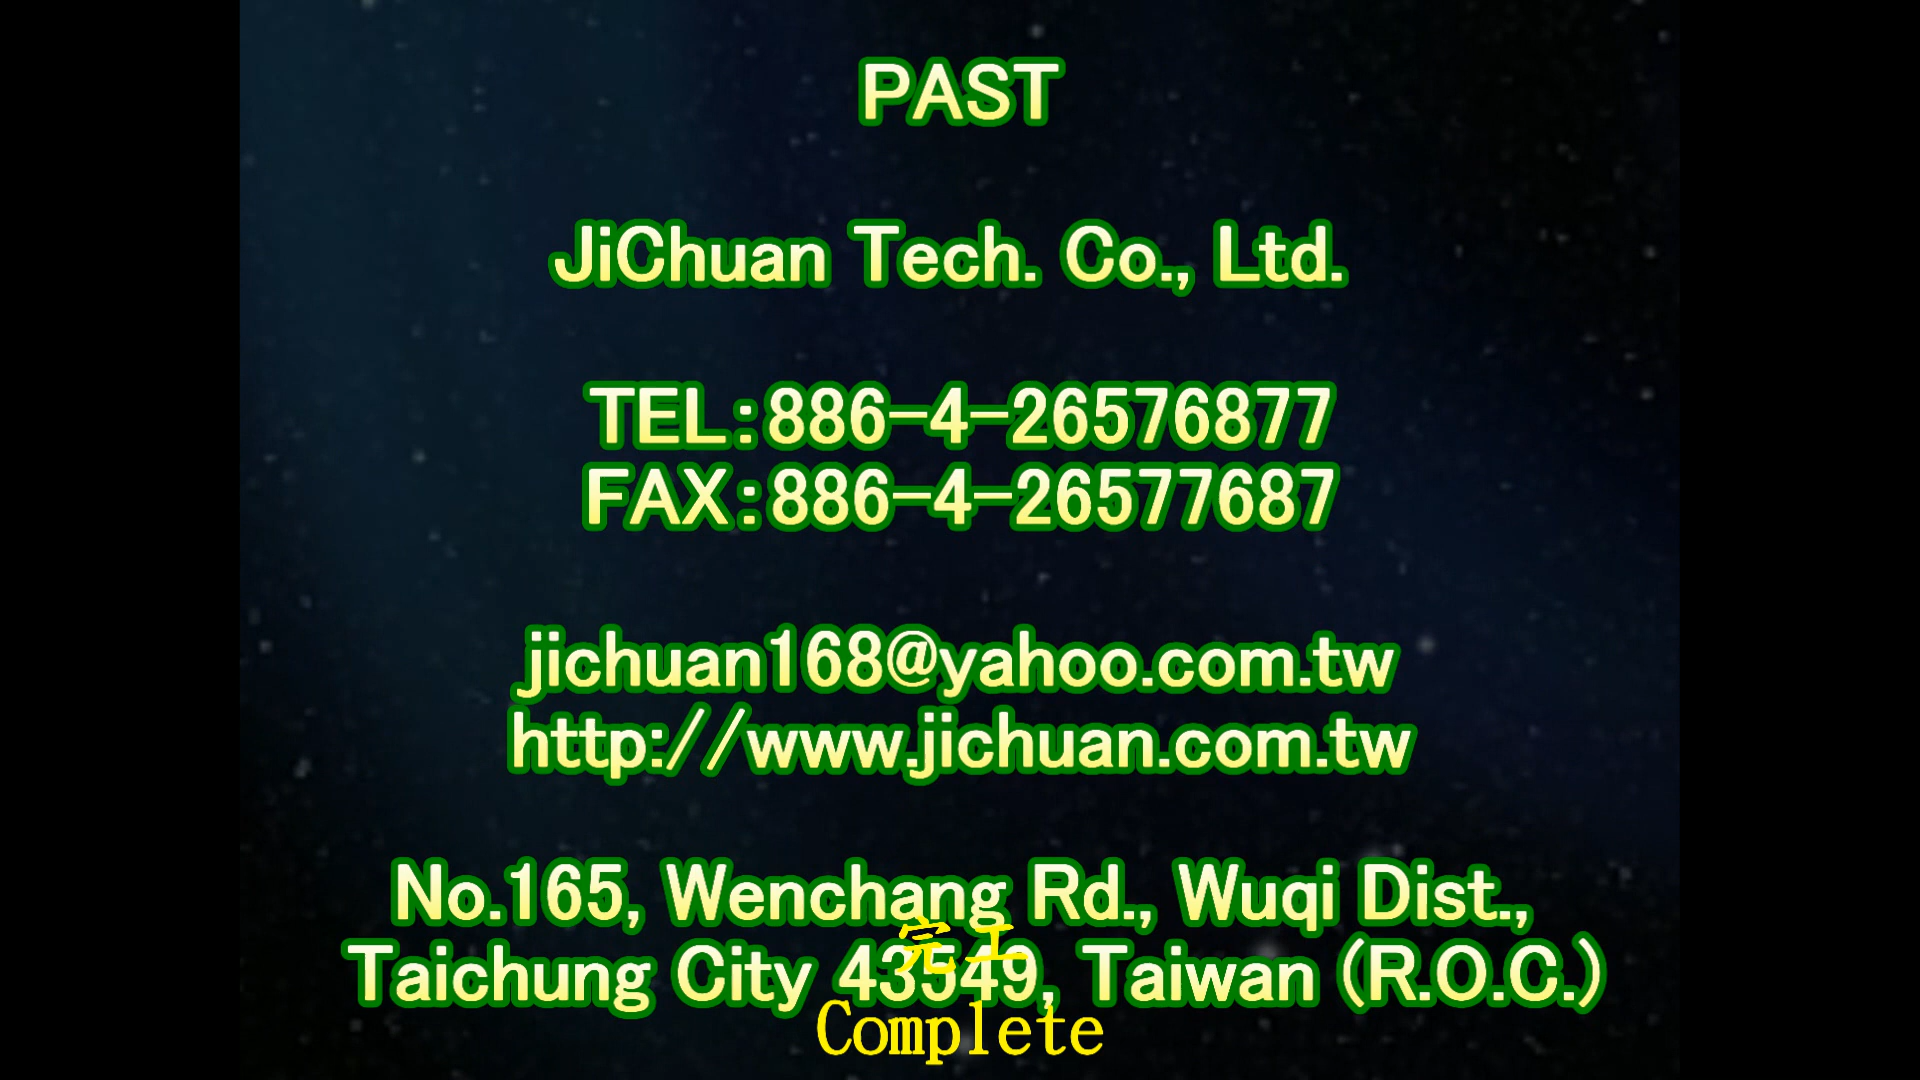 PAST
JiChuan Tech. Co., Ltd.
TEL:886-4-26576877
FAX:886-4-26577687
jichuan168@yahoo.com.tw
http://www.jichuan.com.tw
No.165, Wenchang Rd., Wuqi Dist.,
完工
Taichung City 43549, Taiwan (R.O.C.)
Complete